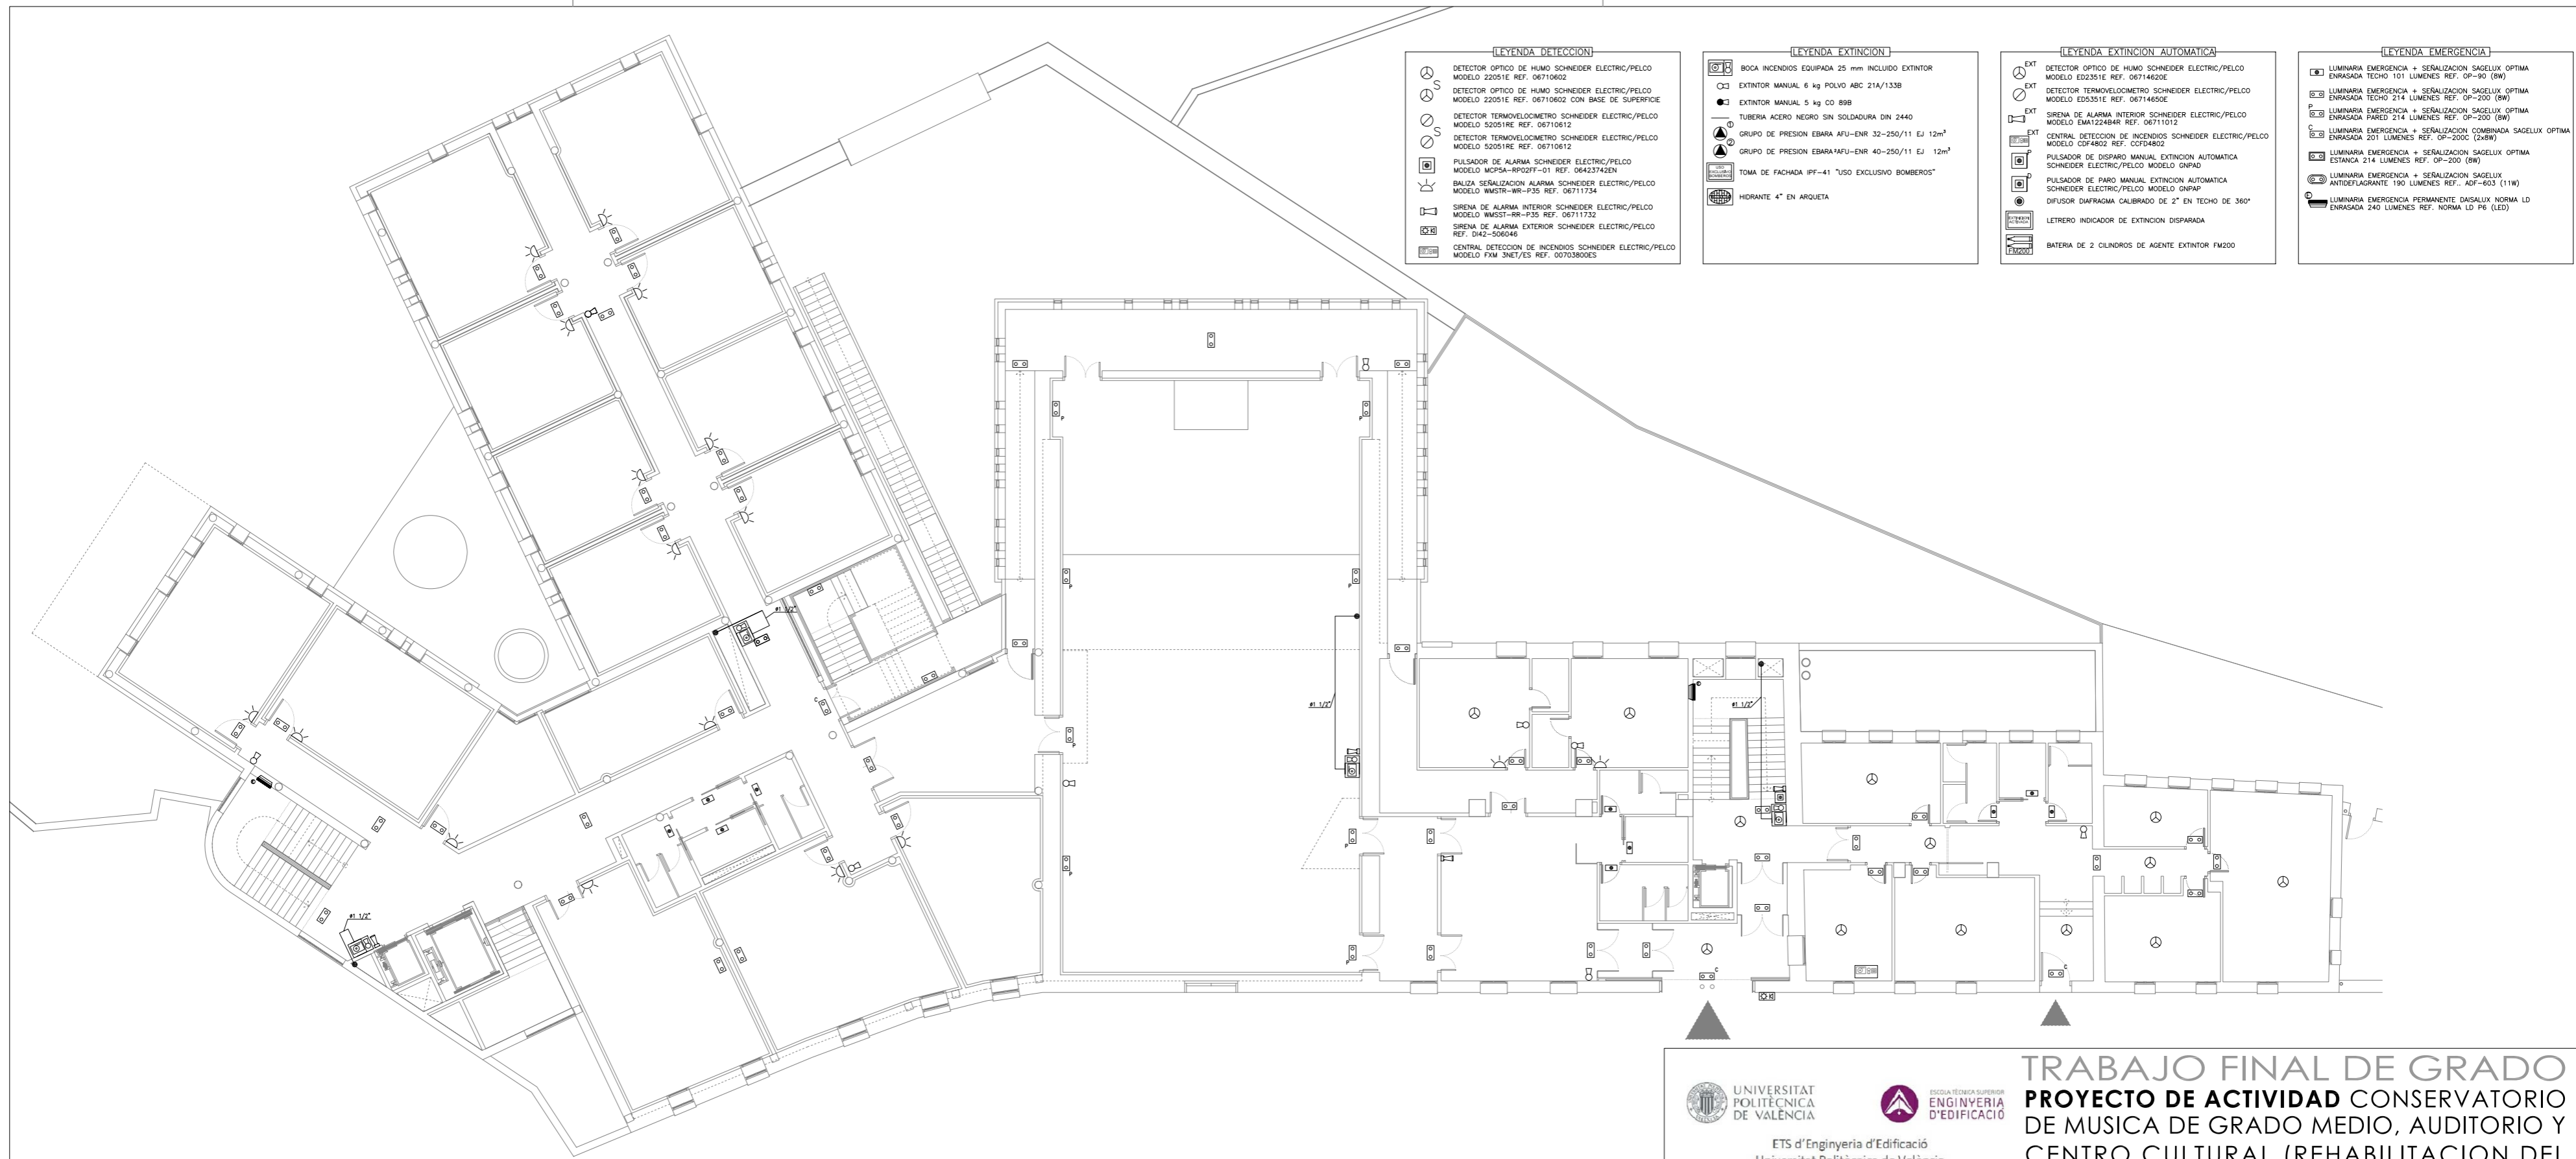 LEYENDA DETECCION
DETECTOR OPTICO DE HUMO SCHNEIDER ELECTRIC/PELCO
MODELO 22051E REF. 06710602
S
DETECTOR OPTICO DE HUMO SCHNEIDER ELECTRIC/PELCO
MODELO 22051E REF. 06710602 CON BASE DE SUPERFICIE
DETECTOR TERMOVELOCIMETRO SCHNEIDER ELECTRIC/PELCO
MODELO 52051RE REF. 06710612
S
DETECTOR TERMOVELOCIMETRO SCHNEIDER ELECTRIC/PELCO
MODELO 52051RE REF. 06710612
PULSADOR DE ALARMA SCHNEIDER ELECTRIC/PELCO
MODELO MCP5A-RP02FF-01 REF. 06423742EN
BALIZA SEÑALIZACION ALARMA SCHNEIDER ELECTRIC/PELCO
MODELO WMSTR-WR-P35 REF. 06711734
SIRENA DE ALARMA INTERIOR SCHNEIDER ELECTRIC/PELCO
MODELO WMSST-RR-P35 REF. 06711732
SIRENA DE ALARMA EXTERIOR SCHNEIDER ELECTRIC/PELCO
REF. DI42-506046
CENTRAL DETECCION DE INCENDIOS SCHNEIDER ELECTRIC/PELCO
MODELO FXM 3NET/ES REF. 00703800ES
LEYENDA EXTINCION
BOCA INCENDIOS EQUIPADA 25 mm INCLUIDO EXTINTOR
EXTINTOR MANUAL 6 kg POLVO ABC 21A/133B
EXTINTOR MANUAL 5 kg CO 89B
TUBERIA ACERO NEGRO SIN SOLDADURA DIN 2440
1
GRUPO DE PRESION EBARA AFU-ENR 32-250/11 EJ 12m³
2
GRUPO DE PRESION EBARA²AFU-ENR 40-250/11 EJ 12m³
USO EXCLUSIVO BOMBEROS
TOMA DE FACHADA IPF-41 "USO EXCLUSIVO BOMBEROS"
HIDRANTE 4" EN ARQUETA
LEYENDA EXTINCION AUTOMATICA
EXT
DETECTOR OPTICO DE HUMO SCHNEIDER ELECTRIC/PELCO
MODELO ED2351E REF. 06714620E
EXT
DETECTOR TERMOVELOCIMETRO SCHNEIDER ELECTRIC/PELCO
MODELO ED5351E REF. 06714650E
EXT
SIRENA DE ALARMA INTERIOR SCHNEIDER ELECTRIC/PELCO
MODELO EMA1224B4R REF. 06711012
EXT
CENTRAL DETECCION DE INCENDIOS SCHNEIDER ELECTRIC/PELCO
MODELO CDF4802 REF. CCFD4802
P
PULSADOR DE DISPARO MANUAL EXTINCION AUTOMATICA
SCHNEIDER ELECTRIC/PELCO MODELO GNPAD
PULSADOR DE PARO MANUAL EXTINCION AUTOMATICA
SCHNEIDER ELECTRIC/PELCO MODELO GNPAP
DIFUSOR DIAFRAGMA CALIBRADO DE 2" EN TECHO DE 360°
LETRERO INDICADOR DE EXTINCION DISPARADA
FM200
BATERIA DE 2 CILINDROS DE AGENTE EXTINTOR FM200
LEYENDA EMERGENCIA
LUMINARIA EMERGENCIA + SEÑALIZACION SAGELUX OPTIMA
ENRASADA TECHO 101 LUMENES REF. OP-90 (8W)
LUMINARIA EMERGENCIA + SEÑALIZACION SAGELUX OPTIMA
ENRASADA TECHO 214 LUMENES REF. OP-200 (8W)
P
LUMINARIA EMERGENCIA + SEÑALIZACION SAGELUX OPTIMA
ENRASADA PARED 214 LUMENES REF. OP-200 (8W)
C
LUMINARIA EMERGENCIA + SEÑALIZACION COMBINADA SAGELUX OPTIMA
ENRASADA 201 LUMENES REF. OP-200C (2x8W)
LUMINARIA EMERGENCIA + SEÑALIZACION SAGELUX OPTIMA
ESTANCA 214 LUMENES REF. OP-200 (8W)
LUMINARIA EMERGENCIA + SEÑALIZACION SAGELUX
ANTIDEFLAGRANTE 190 LUMENES REF.. ADF-603 (11W)
LUMINARIA EMERGENCIA PERMANENTE DAISALUX NORMA LD
ENRASADA 240 LUMENES REF. NORMA LD P6 (LED)
P
P
P
P
ø1 1/2"
C
P
ø1 1/2"
ø1 1/2"
P
P
ø1 1/2"
P
C
C
UNIVERSITAT
POLITÈCNICA
DE VALÈNCIA
ESCOLA TÈCNICA SUPERIOR
ENGINYERIA
D'EDIFICACIÓ
ETS d'Enginyeria d'Edificació
Universitat Politècnica de València
TRABAJO FINAL DE GRADO
PROYECTO DE ACTIVIDAD CONSERVATORIO
DE MUSICA DE GRADO MEDIO, AUDITORIO Y
CENTRO CULTURAL (REHABILITACION DEL